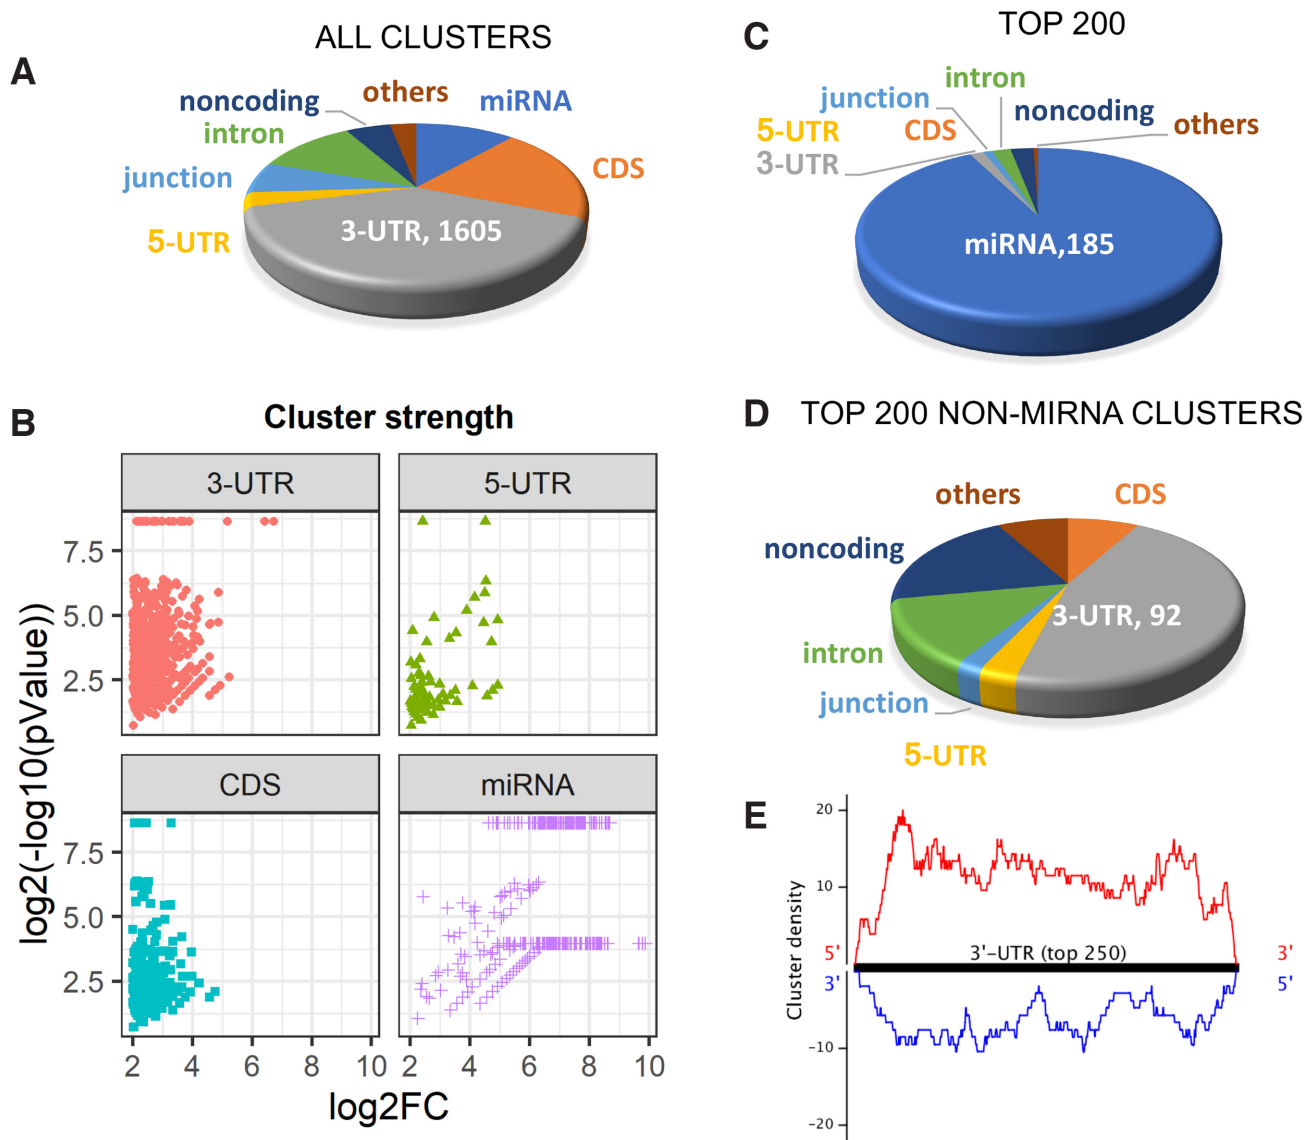 A
ALL CLUSTERS
noncoding
others
miRNA
intron
CDS
junction
3-UTR, 1605
5-UTR
B
Cluster strength
3-UTR
5-UTR
7.5
5.0
2.5
CDS
miRNA
7.5
5.0
2.5
2 4 6 8 10 2 4 6 8 10
log2FC
log2(-log10(pValue))
C
TOP 200
intron
junction
noncoding
5-UTR
CDS
others
3-UTR
miRNA,185
D
TOP 200 NON-MIRNA CLUSTERS
others
CDS
noncoding
3-UTR, 92
intron
junction
5-UTR
E
20
10
5'
3'-UTR (top 250)
3'
3'
5'
-10
-20
Cluster density